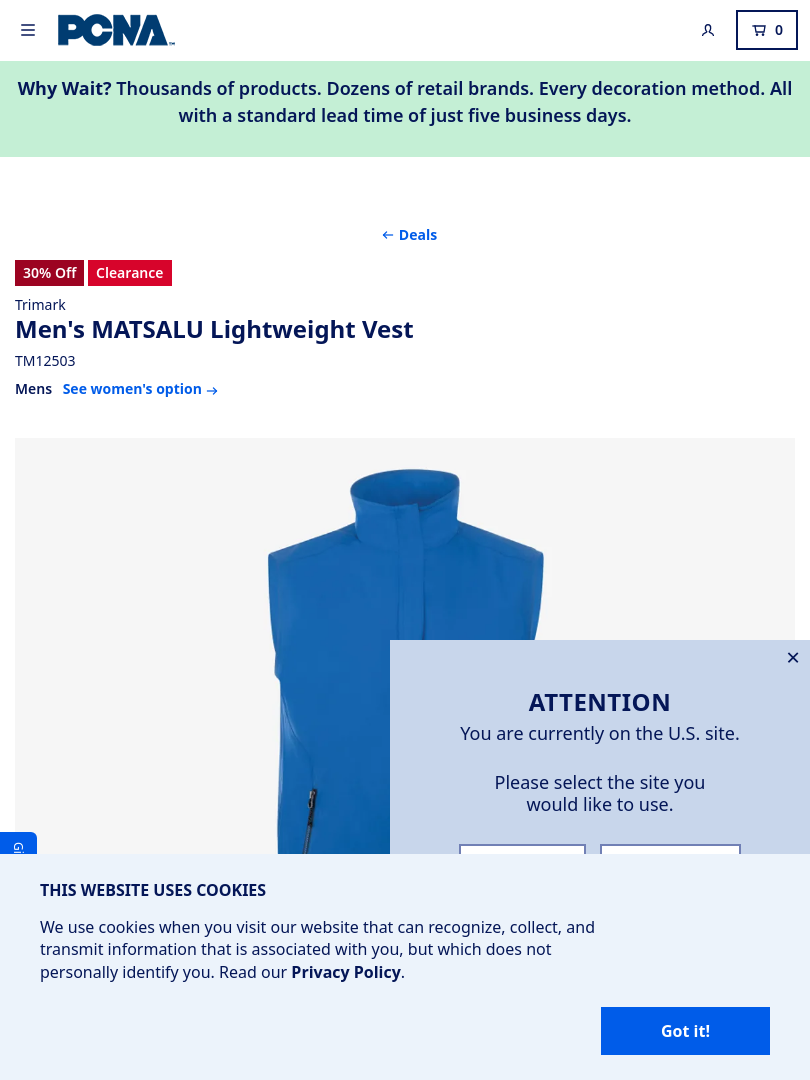 PCNA™
0
Why Wait? Thousands of products. Dozens of retail brands. Every decoration method. All
with a standard lead time of just five business days.
← Deals
30% Off Clearance
Trimark
Men's MATSALU Lightweight Vest
TM12503
Mens See women's option →
ATTENTION
You are currently on the U.S. site.
Please select the site you
would like to use.
THIS WEBSITE USES COOKIES
We use cookies when you visit our website that can recognize, collect, and
transmit information that is associated with you, but which does not
personally identify you. Read our Privacy Policy.
Got it!